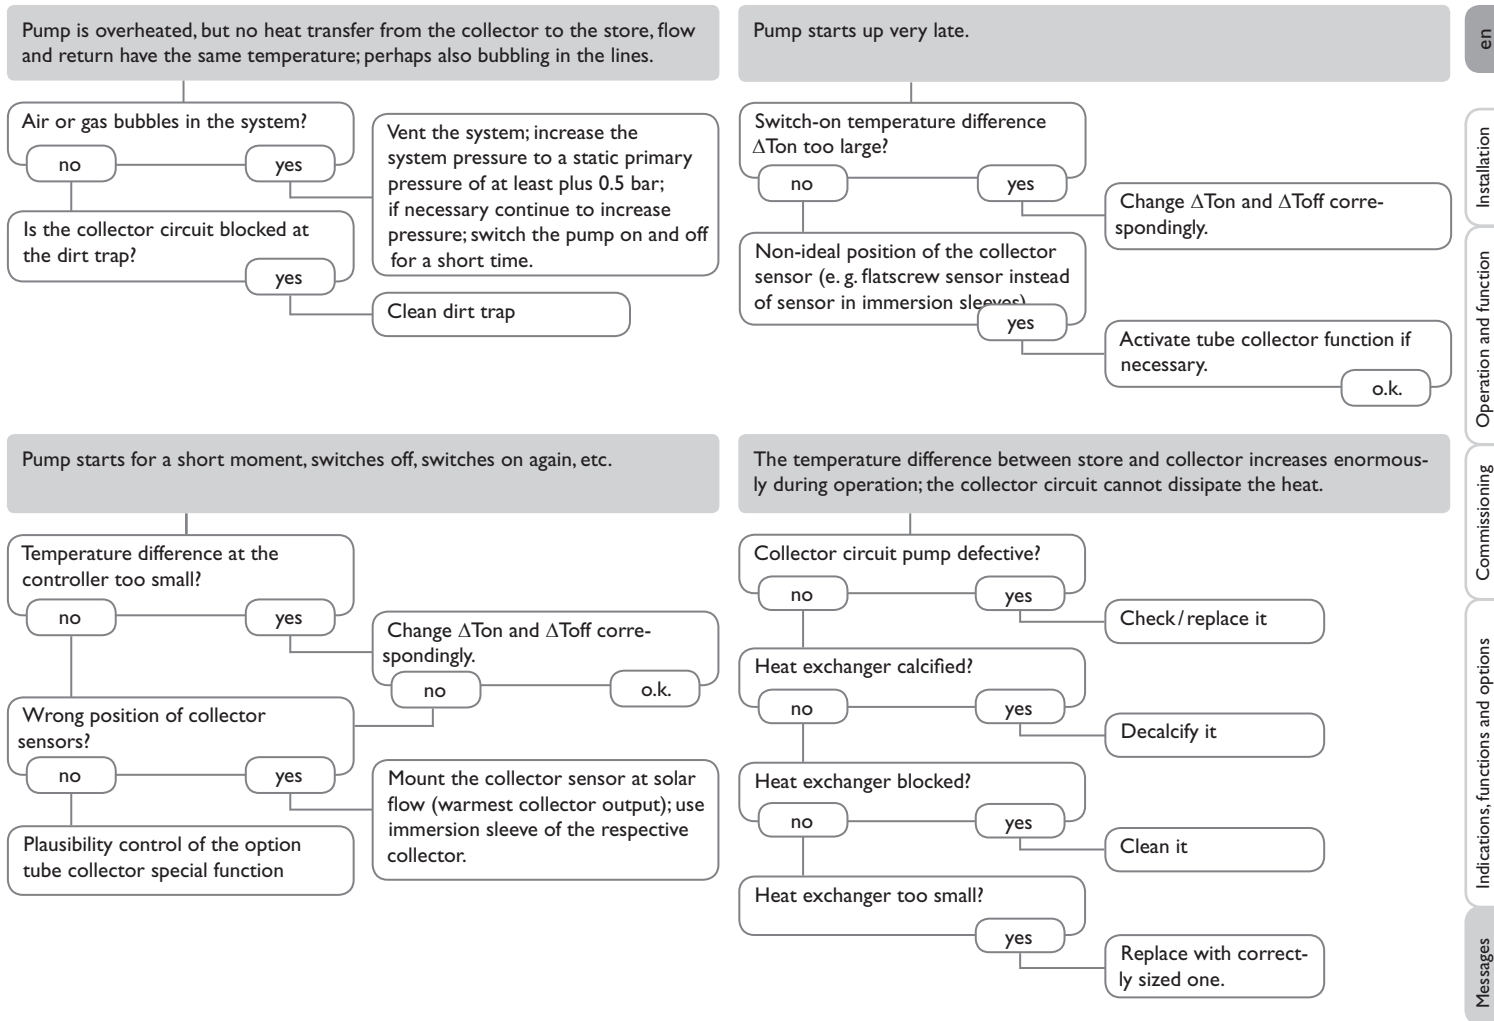 Pump is overheated, but no heat transfer from the collector to the store, flow
and return have the same temperature; perhaps also bubbling in the lines.
Air or gas bubbles in the system?
no
yes
Vent the system; increase the
system pressure to a static primary
pressure of at least plus 0.5 bar;
if necessary continue to increase
pressure; switch the pump on and off
for a short time.
Is the collector circuit blocked at
the dirt trap?
yes
Clean dirt trap
Pump starts up very late.
Switch-on temperature difference
ΔTon too large?
no
yes
Change ΔTon and ΔToff corre-
spondingly.
Non-ideal position of the collector
sensor (e. g. flatscrew sensor instead
of sensor in immersion sleeves)
yes
Activate tube collector function if
necessary.
o.k.
Pump starts for a short moment, switches off, switches on again, etc.
Temperature difference at the
controller too small?
no
yes
Change ΔTon and ΔToff corre-
spondingly.
no
o.k.
Wrong position of collector
sensors?
no
yes
Mount the collector sensor at solar
flow (warmest collector output); use
immersion sleeve of the respective
collector.
Plausibility control of the option
tube collector special function
The temperature difference between store and collector increases enormous-
ly during operation; the collector circuit cannot dissipate the heat.
Collector circuit pump defective?
no
yes
Check / replace it
Heat exchanger calcified?
no
yes
Decalcify it
Heat exchanger blocked?
no
yes
Clean it
Heat exchanger too small?
yes
Replace with correct-
ly sized one.
en
Installation
Operation and function
Commissioning
Indications, functions and options
Messages